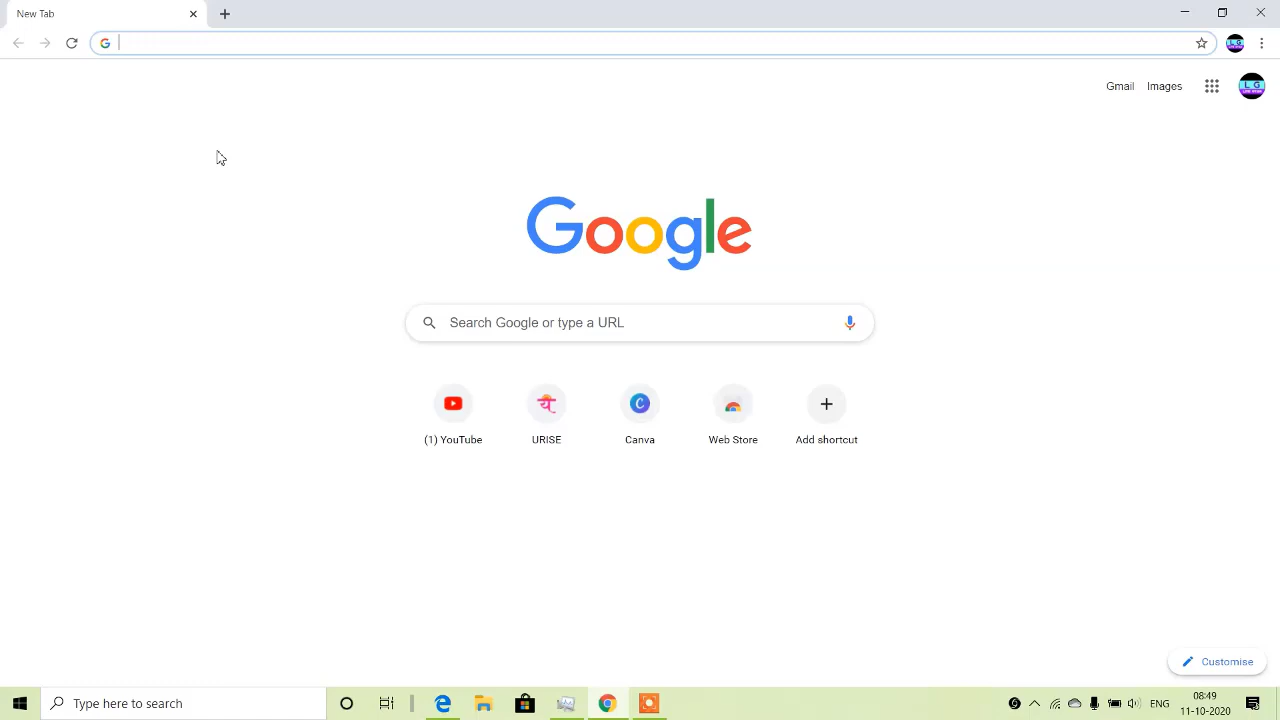 New Tab
Gmail Images
L G
Google
Search Google or type a URL
य
(1) YouTube
URISE
Canva
Web Store
Add shortcut
Customise
Type here to search
ENG
08:49
11-10-2020